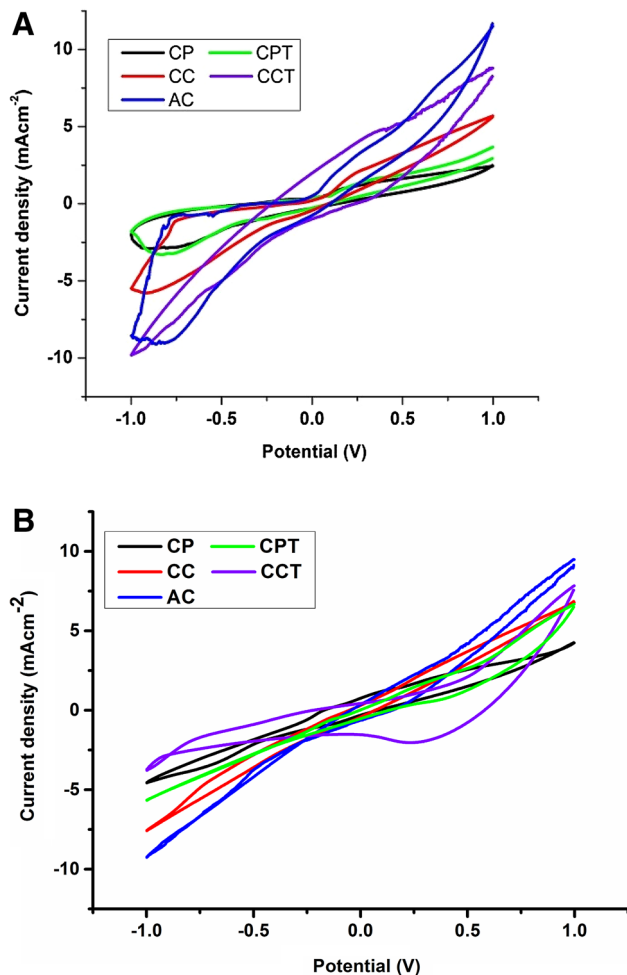 A
CP CPT
CC CCT
AC
Current density (mAcm-2)
10
5
0
-5
-10
-1.0 -0.5 0.0 0.5 1.0
Potential (V)
B
CP CPT
CC CCT
AC
Current density (mAcm-2)
10
5
0
-5
-10
-1.0 -0.5 0.0 0.5 1.0
Potential (V)